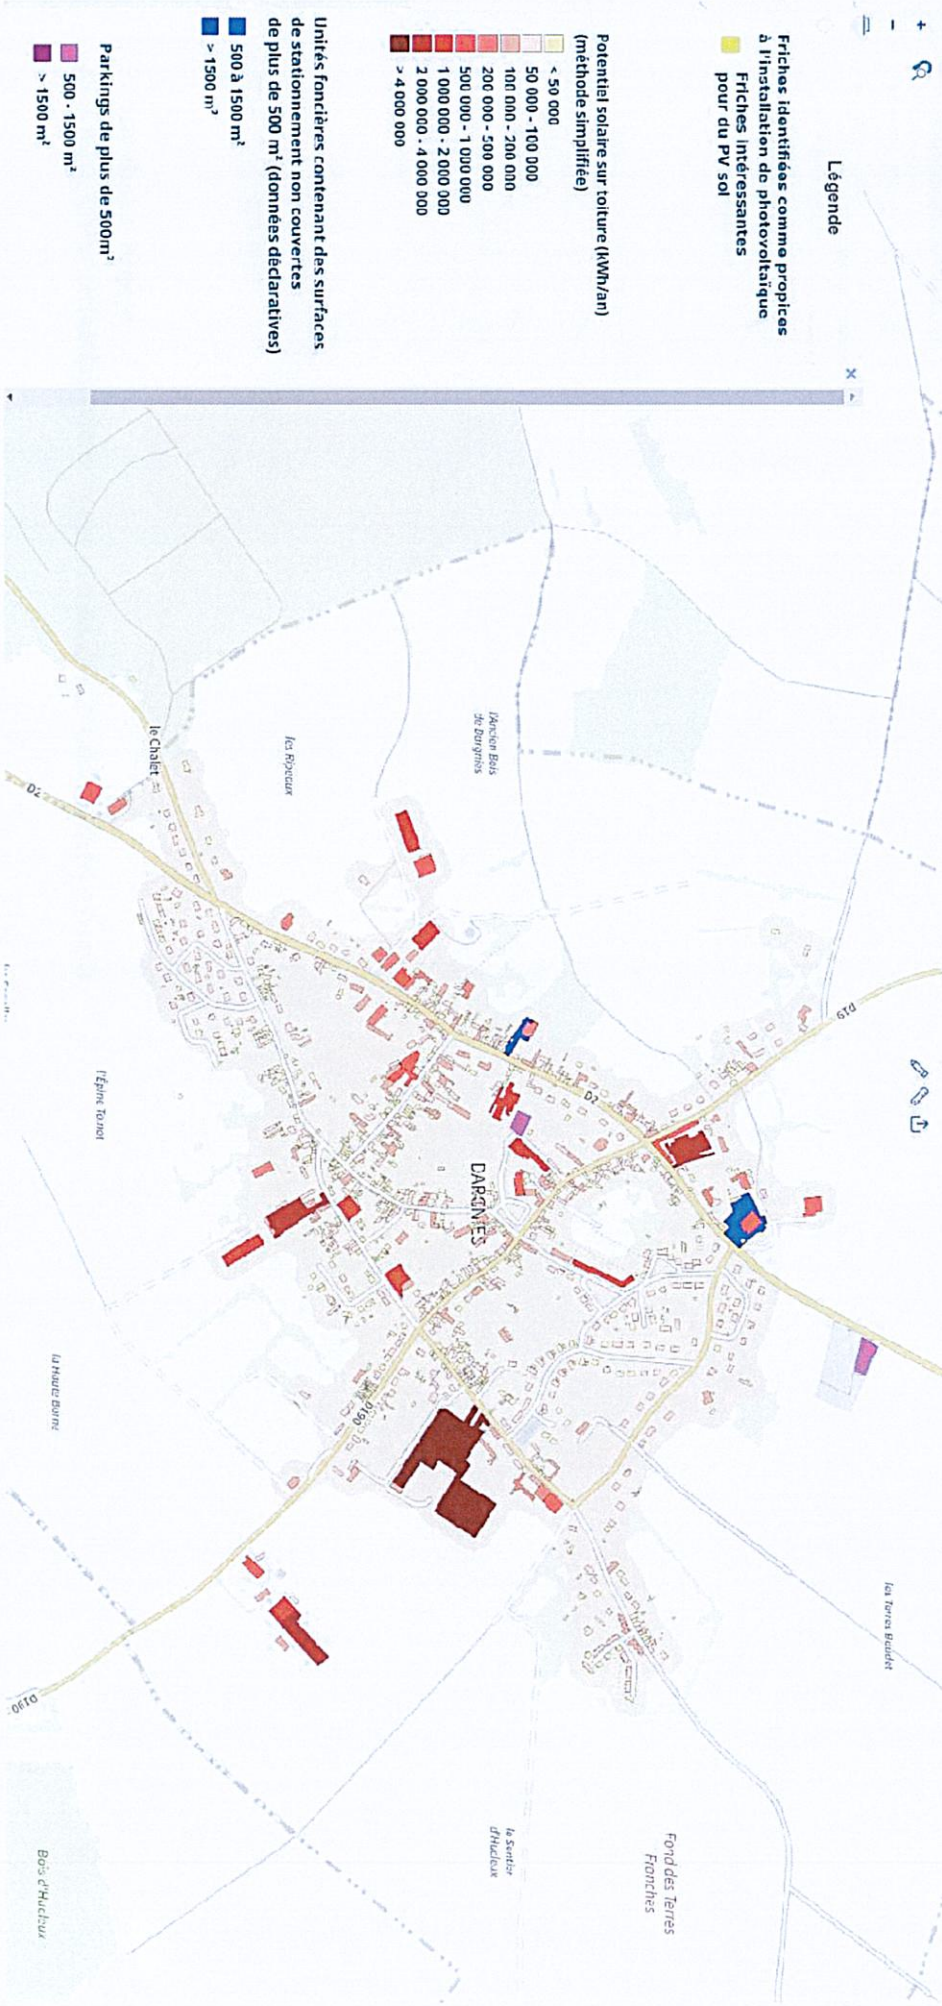 Légende
Friches identifiées comme propices
à l'installation de photovoltaïque
Friches intéressantes
pour du PV sol
Potentiel solaire sur toiture (kWh/an)
(méthode simplifiée)
< 50 000
50 000 - 100 000
100 000 - 200 000
200 000 - 500 000
500 000 - 1 000 000
1 000 000 - 2 000 000
2 000 000 - 4 000 000
> 4 000 000
Unités foncières contenant des surfaces
de stationnement non couvertes
de plus de 500 m² (données déclaratives)
500 à 1500 m²
> 1500 m²
Parkings de plus de 500m²
500 - 1500 m²
> 1500 m²
l'Ancien Bois
de Dargnies
les Ripeaux
le Chalet
D2
D19
D2
DARGNIES
l'Épine
la Haute Borne
D190
les Terres Baudet
D190
Fond des Terres
Franches
le Sentier
d'Hucleux
Bois d'Hucleux